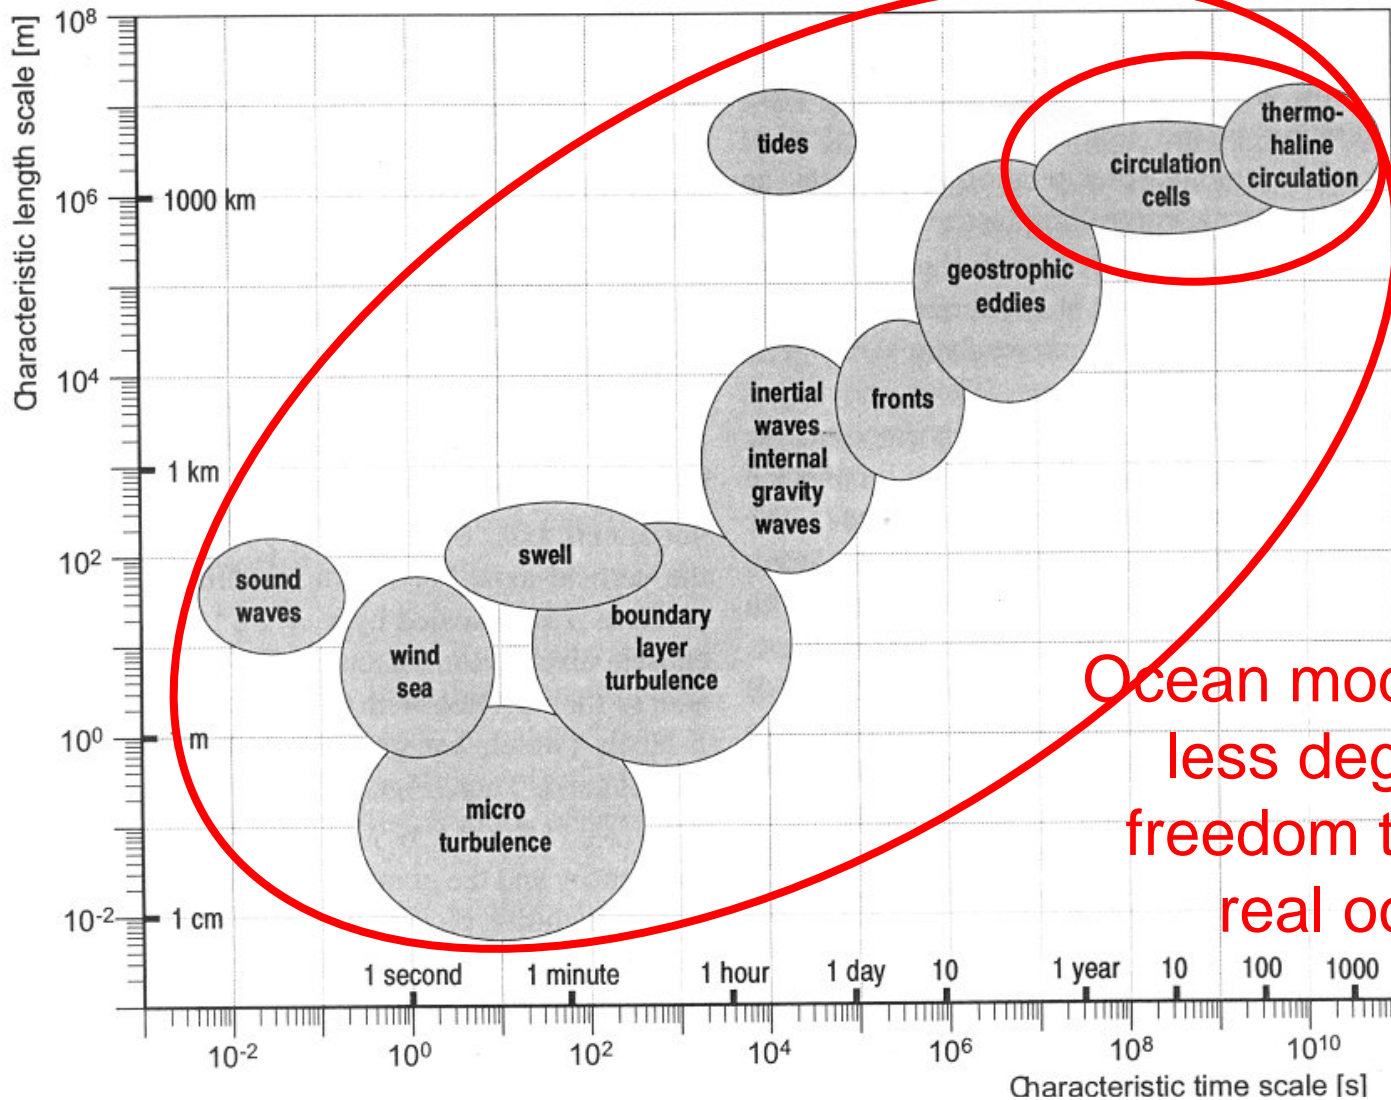 Characteristic length scale [m]
10^8
10^6
10^4
10^2
10^0
10^-2
1000 km
1 km
m
1 cm
tides
thermo-
haline
circulation
circulation
cells
geostrophic
eddies
inertial
waves
internal
gravity
waves
fronts
swell
sound
waves
wind
sea
boundary
layer
turbulence
micro
turbulence
Ocean
less
freedom
real
1 second
1 minute
1 hour
1 day
10
1 year
10
100
1000
10^-2
10^0
10^2
10^4
10^6
10^8
10^10
Characteristic time scale [s]